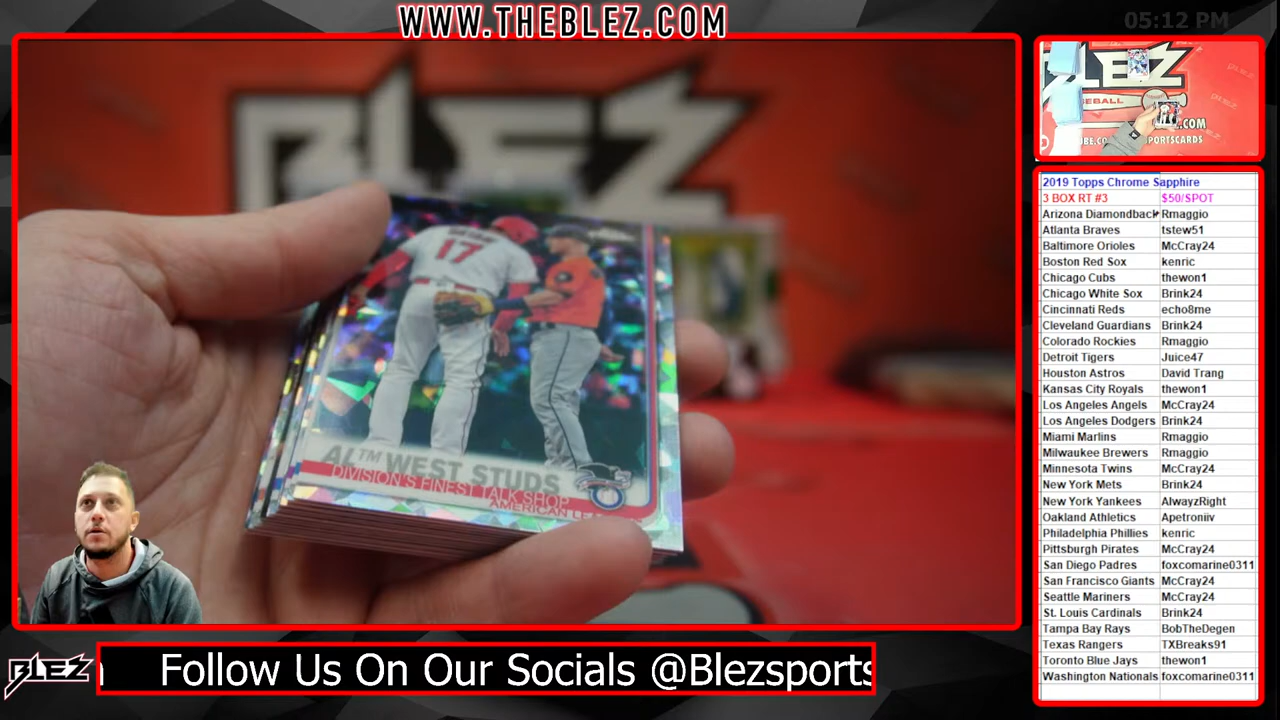 WWW.THEBLEZ.COM
05:12 PM
BLEZ
17
AL™ WEST STUDS
DIVISION'S FINEST TALK SHOP
BLEZ
.COM
2019 Topps Chrome Sapphire
3 BOX RT #3 $50/SPOT
Arizona Diamondback Rmaggio
Atlanta Braves tstew51
Baltimore Orioles McCray24
Boston Red Sox kenric
Chicago Cubs thewon1
Chicago White Sox Brink24
Cincinnati Reds echo8me
Cleveland Guardians Brink24
Colorado Rockies Rmaggio
Detroit Tigers Juice47
Houston Astros David Trang
Kansas City Royals thewon1
Los Angeles Angels McCray24
Los Angeles Dodgers Brink24
Miami Marlins Rmaggio
Milwaukee Brewers Rmaggio
Minnesota Twins McCray24
New York Mets Brink24
New York Yankees AlwayzRight
Oakland Athletics Apetroniiv
Philadelphia Phillies kenric
Pittsburgh Pirates McCray24
San Diego Padres foxcomarine0311
San Francisco Giants McCray24
Seattle Mariners McCray24
St. Louis Cardinals Brink24
Tampa Bay Rays BobTheDegen
Texas Rangers TXBreaks91
Toronto Blue Jays thewon1
Washington Nationals foxcomarine0311
BLEZ
Follow Us On Our Socials @Blezsports